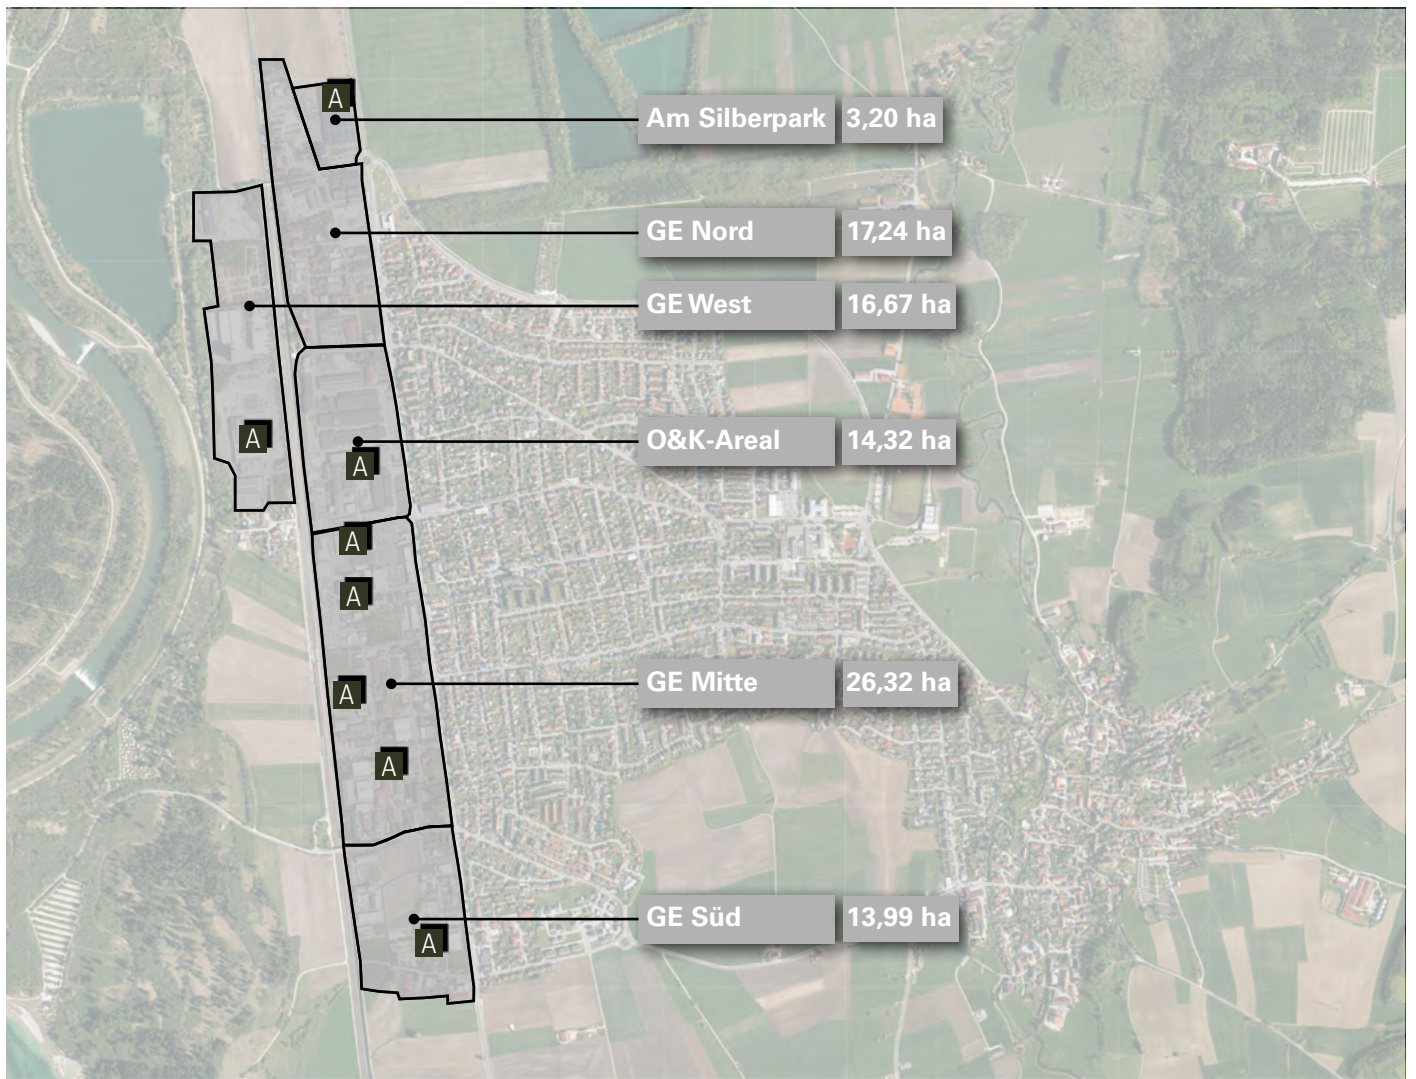 A
Am Silberpark 3,20 ha
GE Nord 17,24 ha
GE West 16,67 ha
A
O&K-Areal 14,32 ha
A
A
A
GE Mitte 26,32 ha
A
A
GE Süd 13,99 ha
A